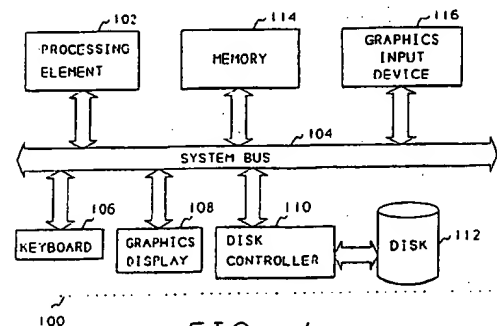 102
114
116
PROCESSING
ELEMENT
MEMORY
GRAPHICS
INPUT
DEVICE
104
SYSTEM BUS
106
108
110
112
KEYBOARD
GRAPHICS
DISPLAY
DISK
CONTROLLER
DISK
100